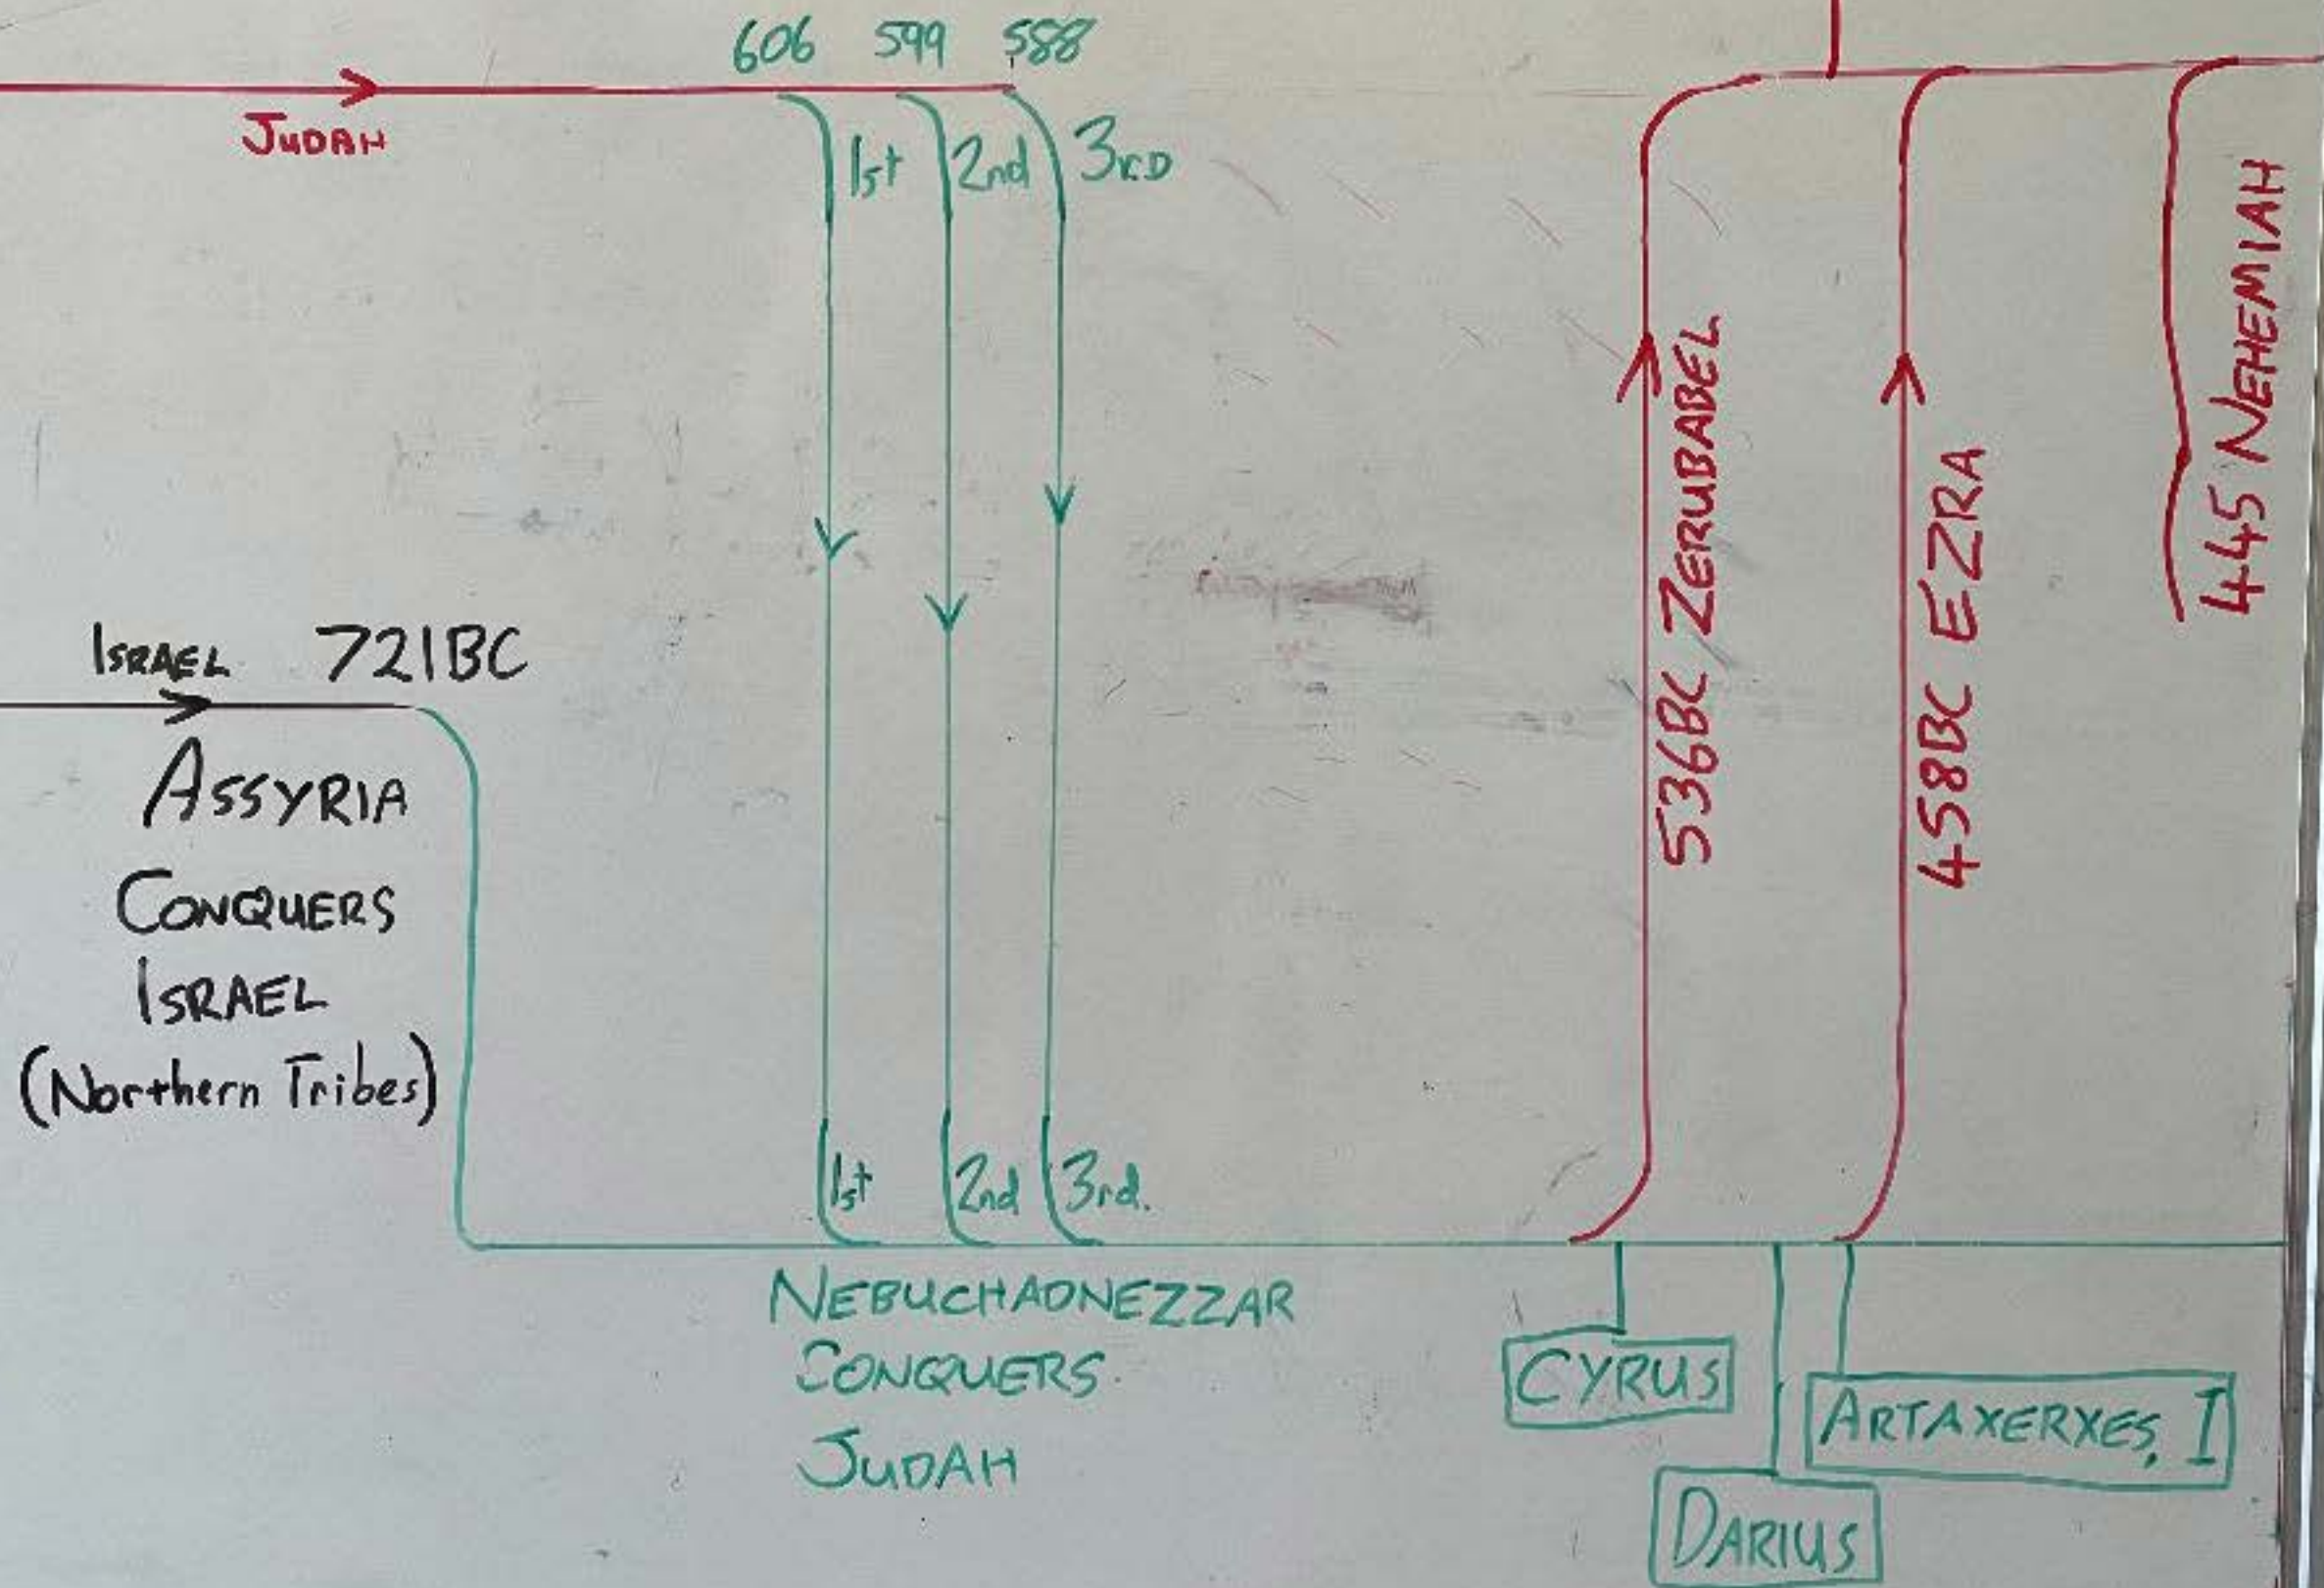 606 599 588
JUDAH
1st 2nd 3RD
536BC ZERUBABEL
458BC EZRA
445 NEHEMIAH
ISRAEL 721BC
ASSYRIA
CONQUERS
ISRAEL
(Northern Tribes)
1st 2nd 3rd.
NEBUCHADNEZZAR
CONQUERS
JUDAH
CYRUS
ARTAXERXES, I
DARIUS